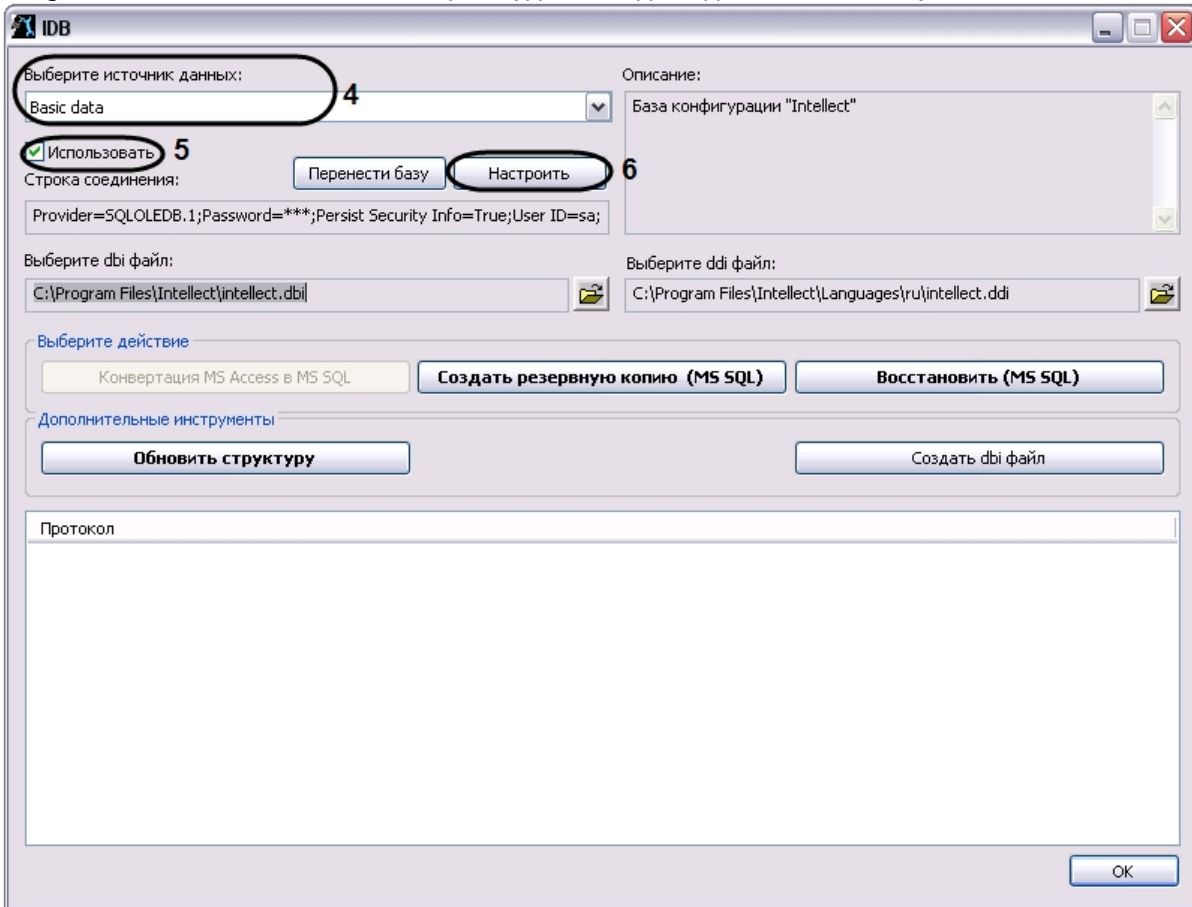 IDB
Выберите источник данных:
Описание:
Basic data
4
База конфигурации "Intellect"
Использовать
5
Перенести базу
Настроить
6
Строка соединения:
Provider=SQLOLEDB.1;Password=***;Persist Security Info=True;User ID=sa;
Выберите dbi файл:
Выберите ddi файл:
C:\Program Files\Intellect\intellect.dbi
C:\Program Files\Intellect\Languages\ru\intellect.ddi
Выберите действие
Конвертация MS Access в MS SQL
Создать резервную копию (MS SQL)
Восстановить (MS SQL)
Дополнительные инструменты
Обновить структуру
Создать dbi файл
Протокол
OK